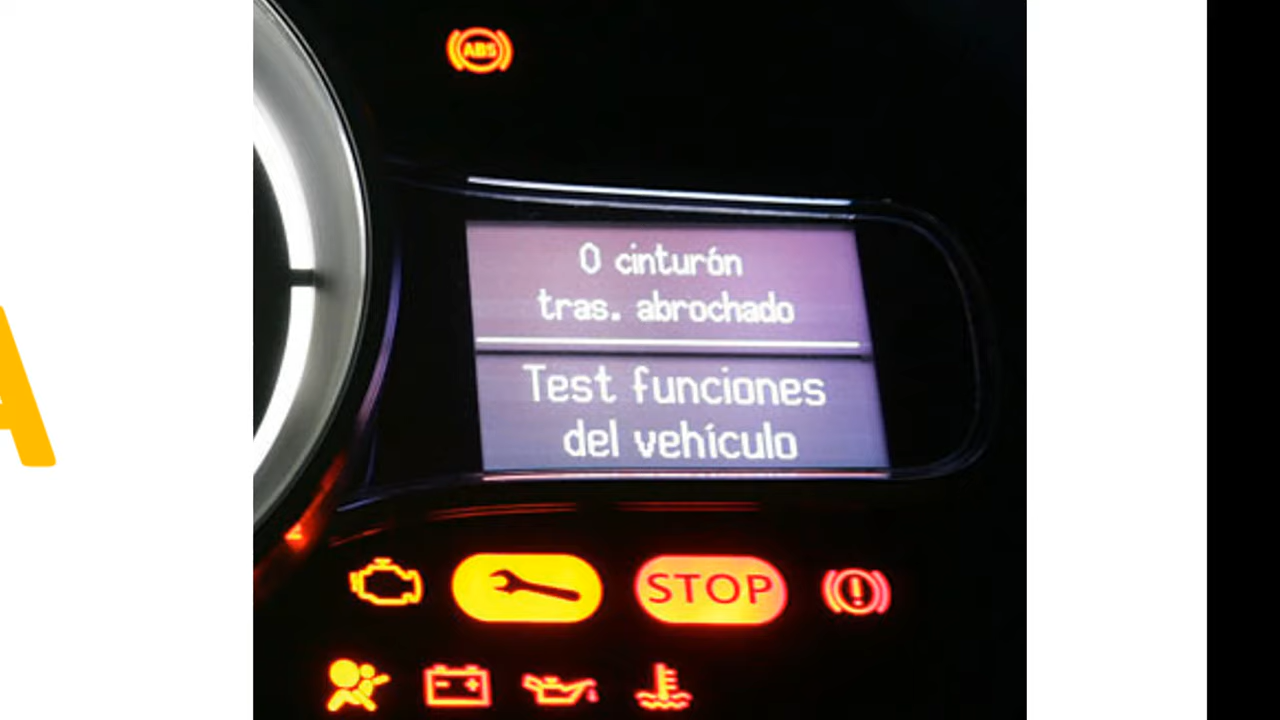 A
ABS
0 cinturón
tras. abrochado
Test funciones
del vehículo
STOP